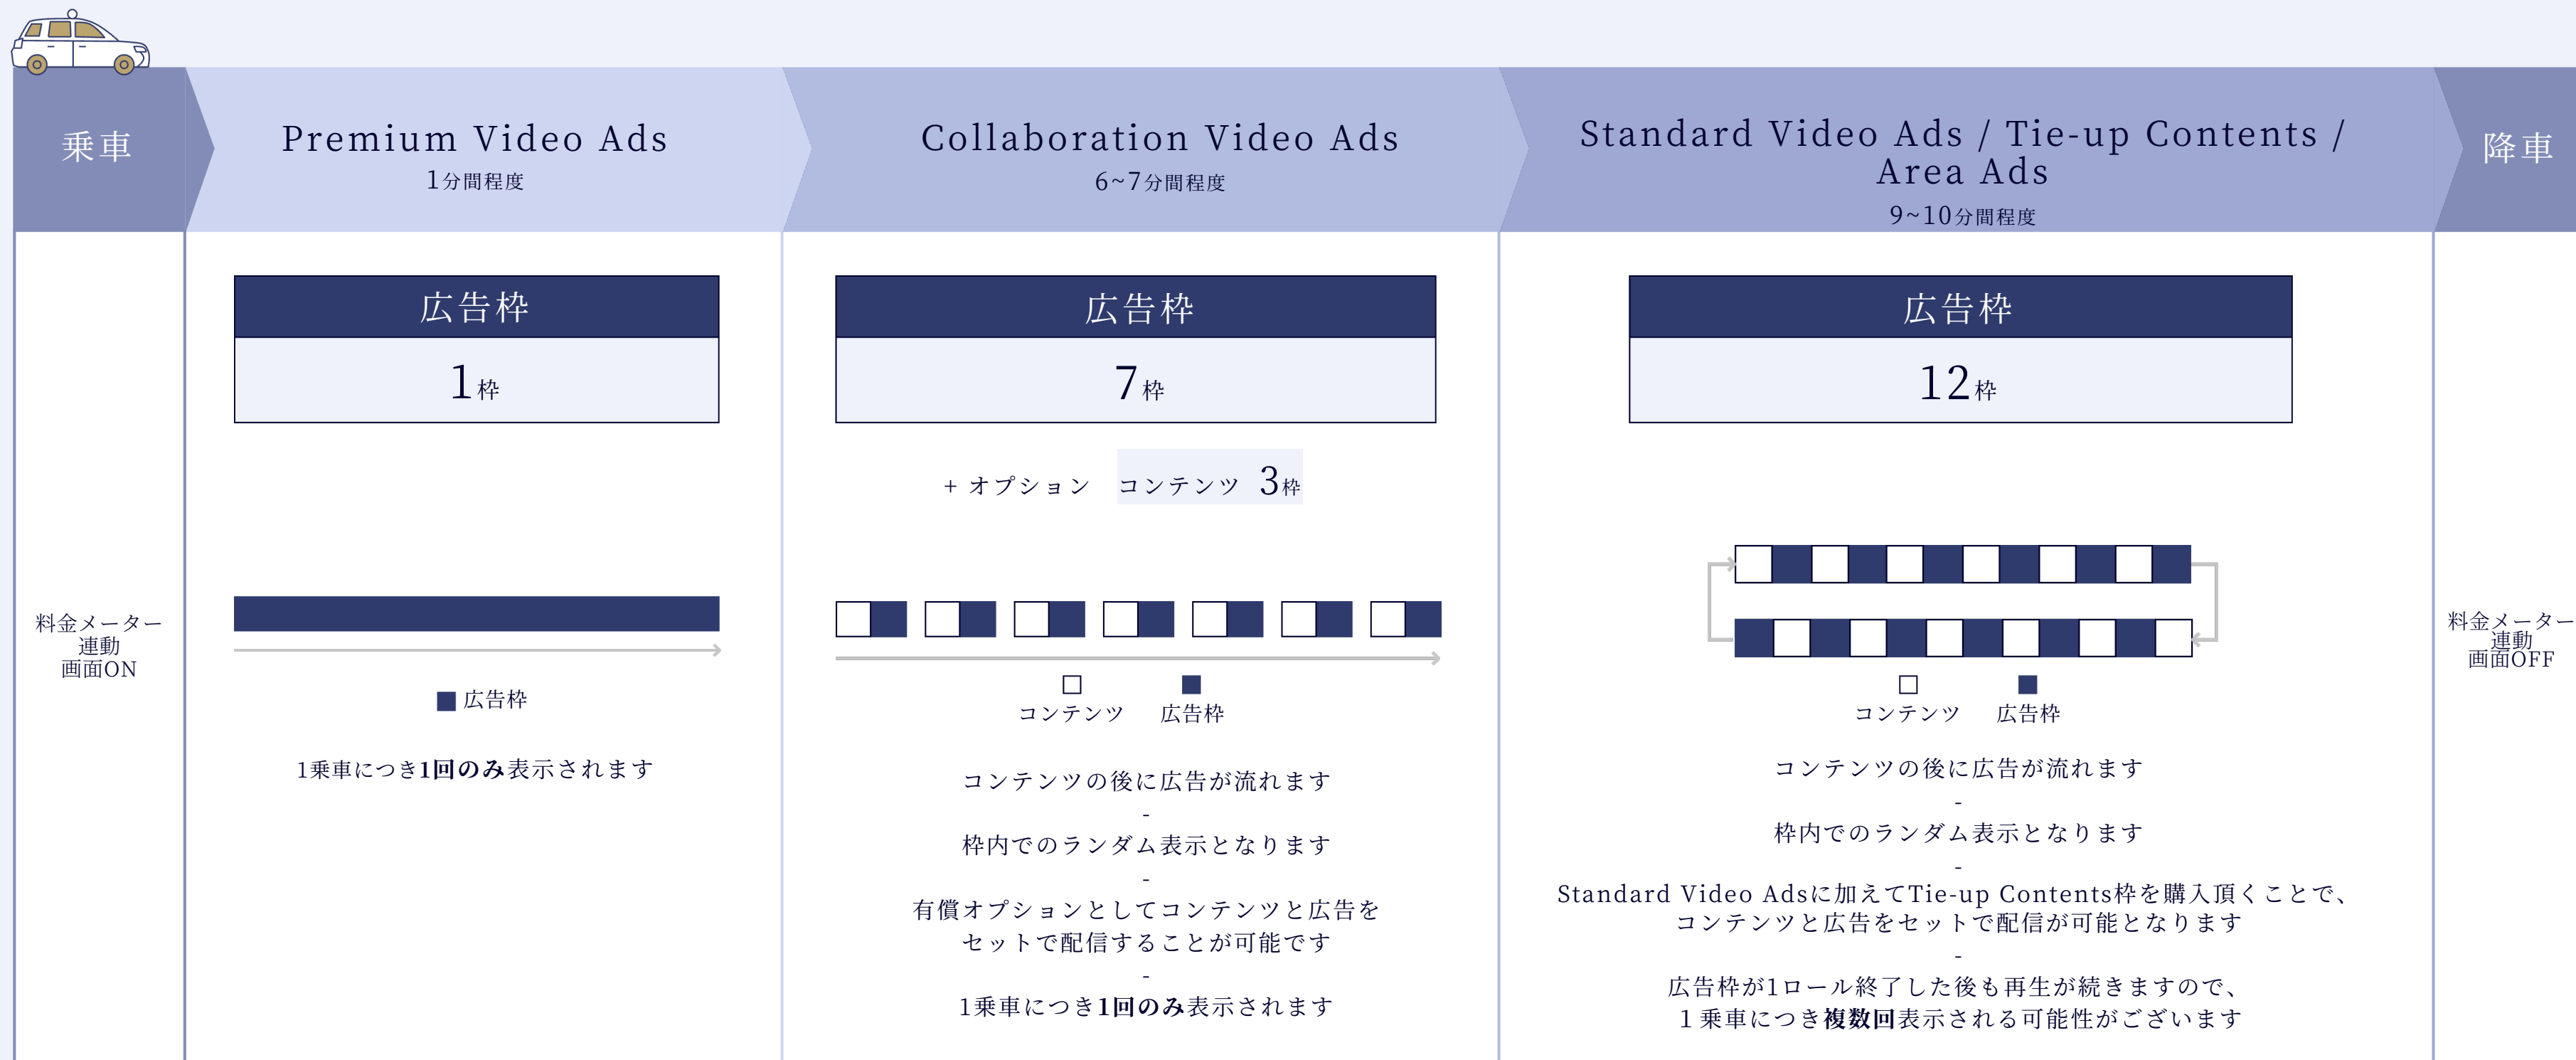 乗車
Premium Video Ads
1分間程度
Collaboration Video Ads
6~7分間程度
Standard Video Ads / Tie-up Contents /
Area Ads
9~10分間程度
降車
料金メーター
連動
画面ON
広告枠
1枠
広告枠
1乗車につき1回のみ表示されます
広告枠
7枠
+ オプション コンテンツ 3枠
コンテンツ 広告枠
コンテンツの後に広告が流れます
-
枠内でのランダム表示となります
-
有償オプションとしてコンテンツと広告を
セットで配信することが可能です
-
1乗車につき1回のみ表示されます
広告枠
12枠
コンテンツ 広告枠
コンテンツの後に広告が流れます
-
枠内でのランダム表示となります
-
Standard Video Adsに加えてTie-up Contents枠を購入頂くことで、
コンテンツと広告をセットで配信が可能となります
-
広告枠が1ロール終了した後も再生が続きますので、
１乗車につき複数回表示される可能性がございます
料金メーター
連動
画面OFF